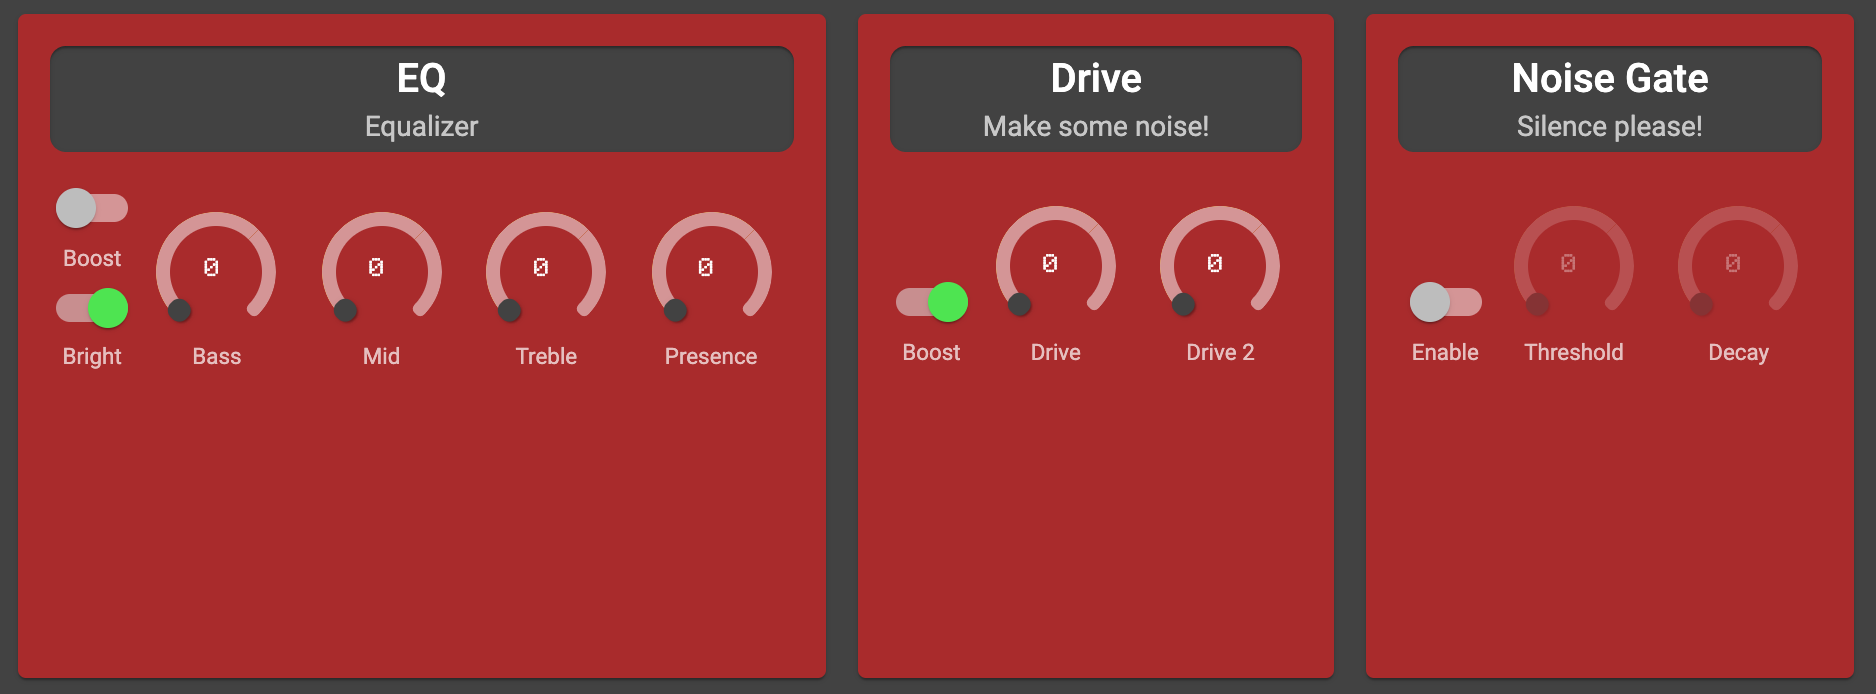 EQ
Equalizer
Boost
Bright
0
Bass
0
Mid
0
Treble
0
Presence
Drive
Make some noise!
Boost
0
Drive
0
Drive 2
Noise Gate
Silence please!
Enable
0
Threshold
0
Decay